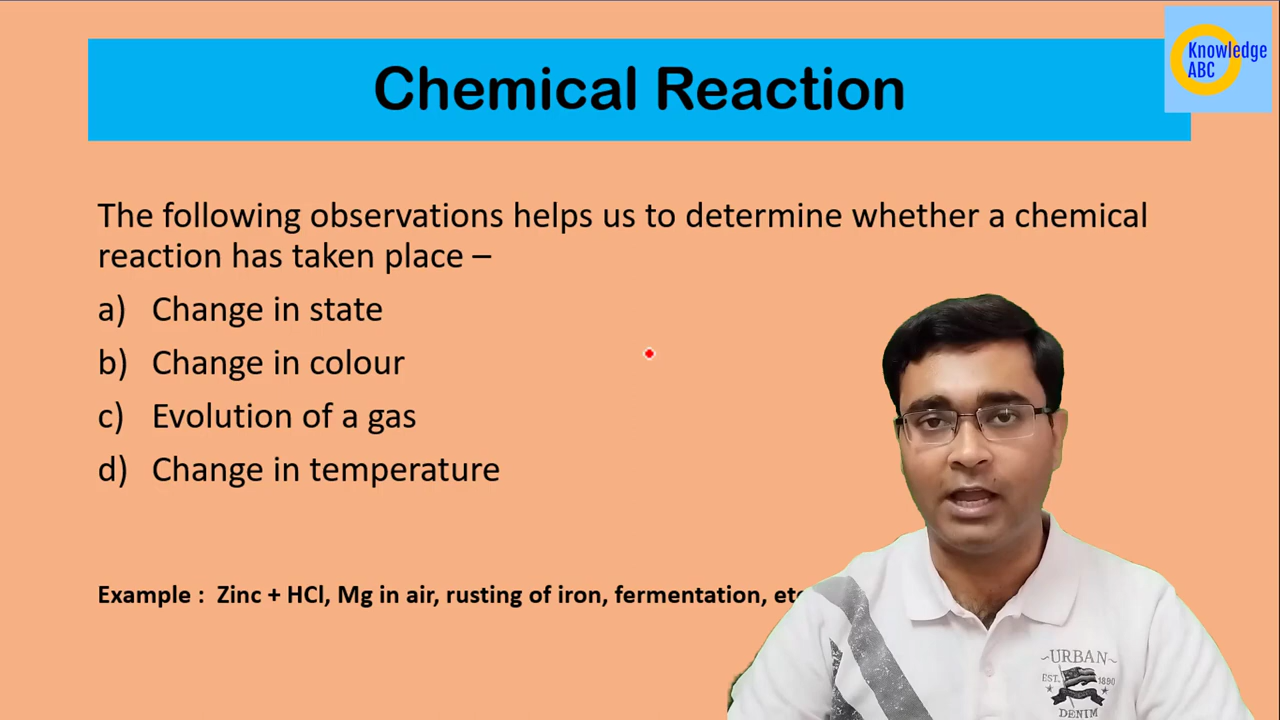 Knowledge
ABC
Chemical Reaction
The following observations helps us to determine whether a chemical
reaction has taken place –
a) Change in state
b) Change in colour
c) Evolution of a gas
d) Change in temperature
Example : Zinc + HCl, Mg in air, rusting of iron, fermentation, etc
~URBAN~
EST. 1890
DENIM